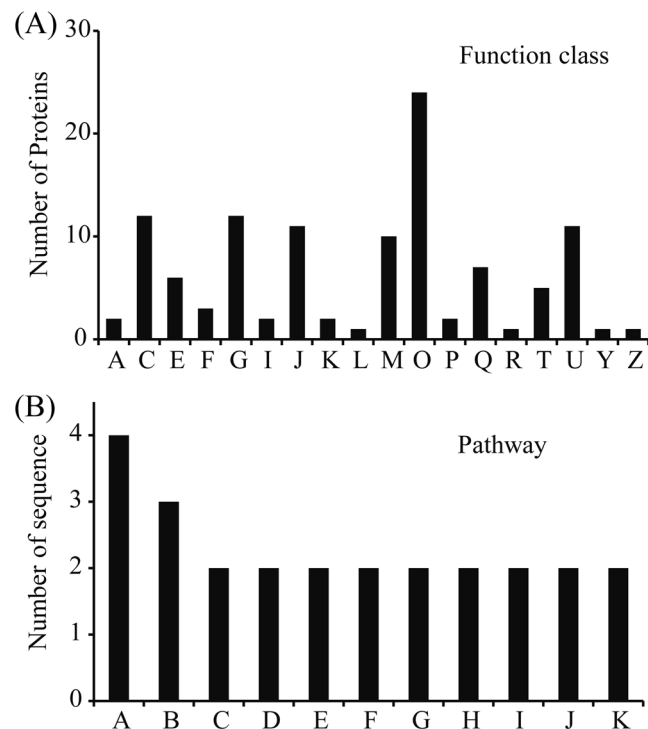 (A)
30
20
10
0
Number of Proteins
Function class
A C E F G I J K L M O P Q R T U Y Z
(B)
4
3
2
1
0
Number of sequence
Pathway
A B C D E F G H I J K